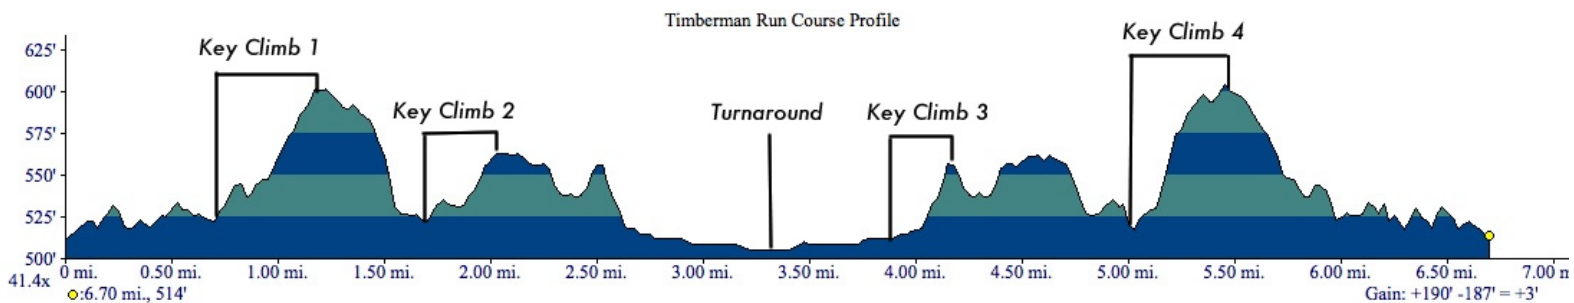 Timberman Run Course Profile
Key Climb 1
Key Climb 2
Turnaround
Key Climb 3
Key Climb 4
625'
600'
575'
550'
525'
500'
0 mi. 0.50 mi. 1.00 mi. 1.50 mi. 2.00 mi. 2.50 mi. 3.00 mi. 3.50 mi. 4.00 mi. 4.50 mi. 5.00 mi. 5.50 mi. 6.00 mi. 6.50 mi. 7.00 m
41.4x
:6.70 mi., 514'
Gain: +190' -187' = +3'